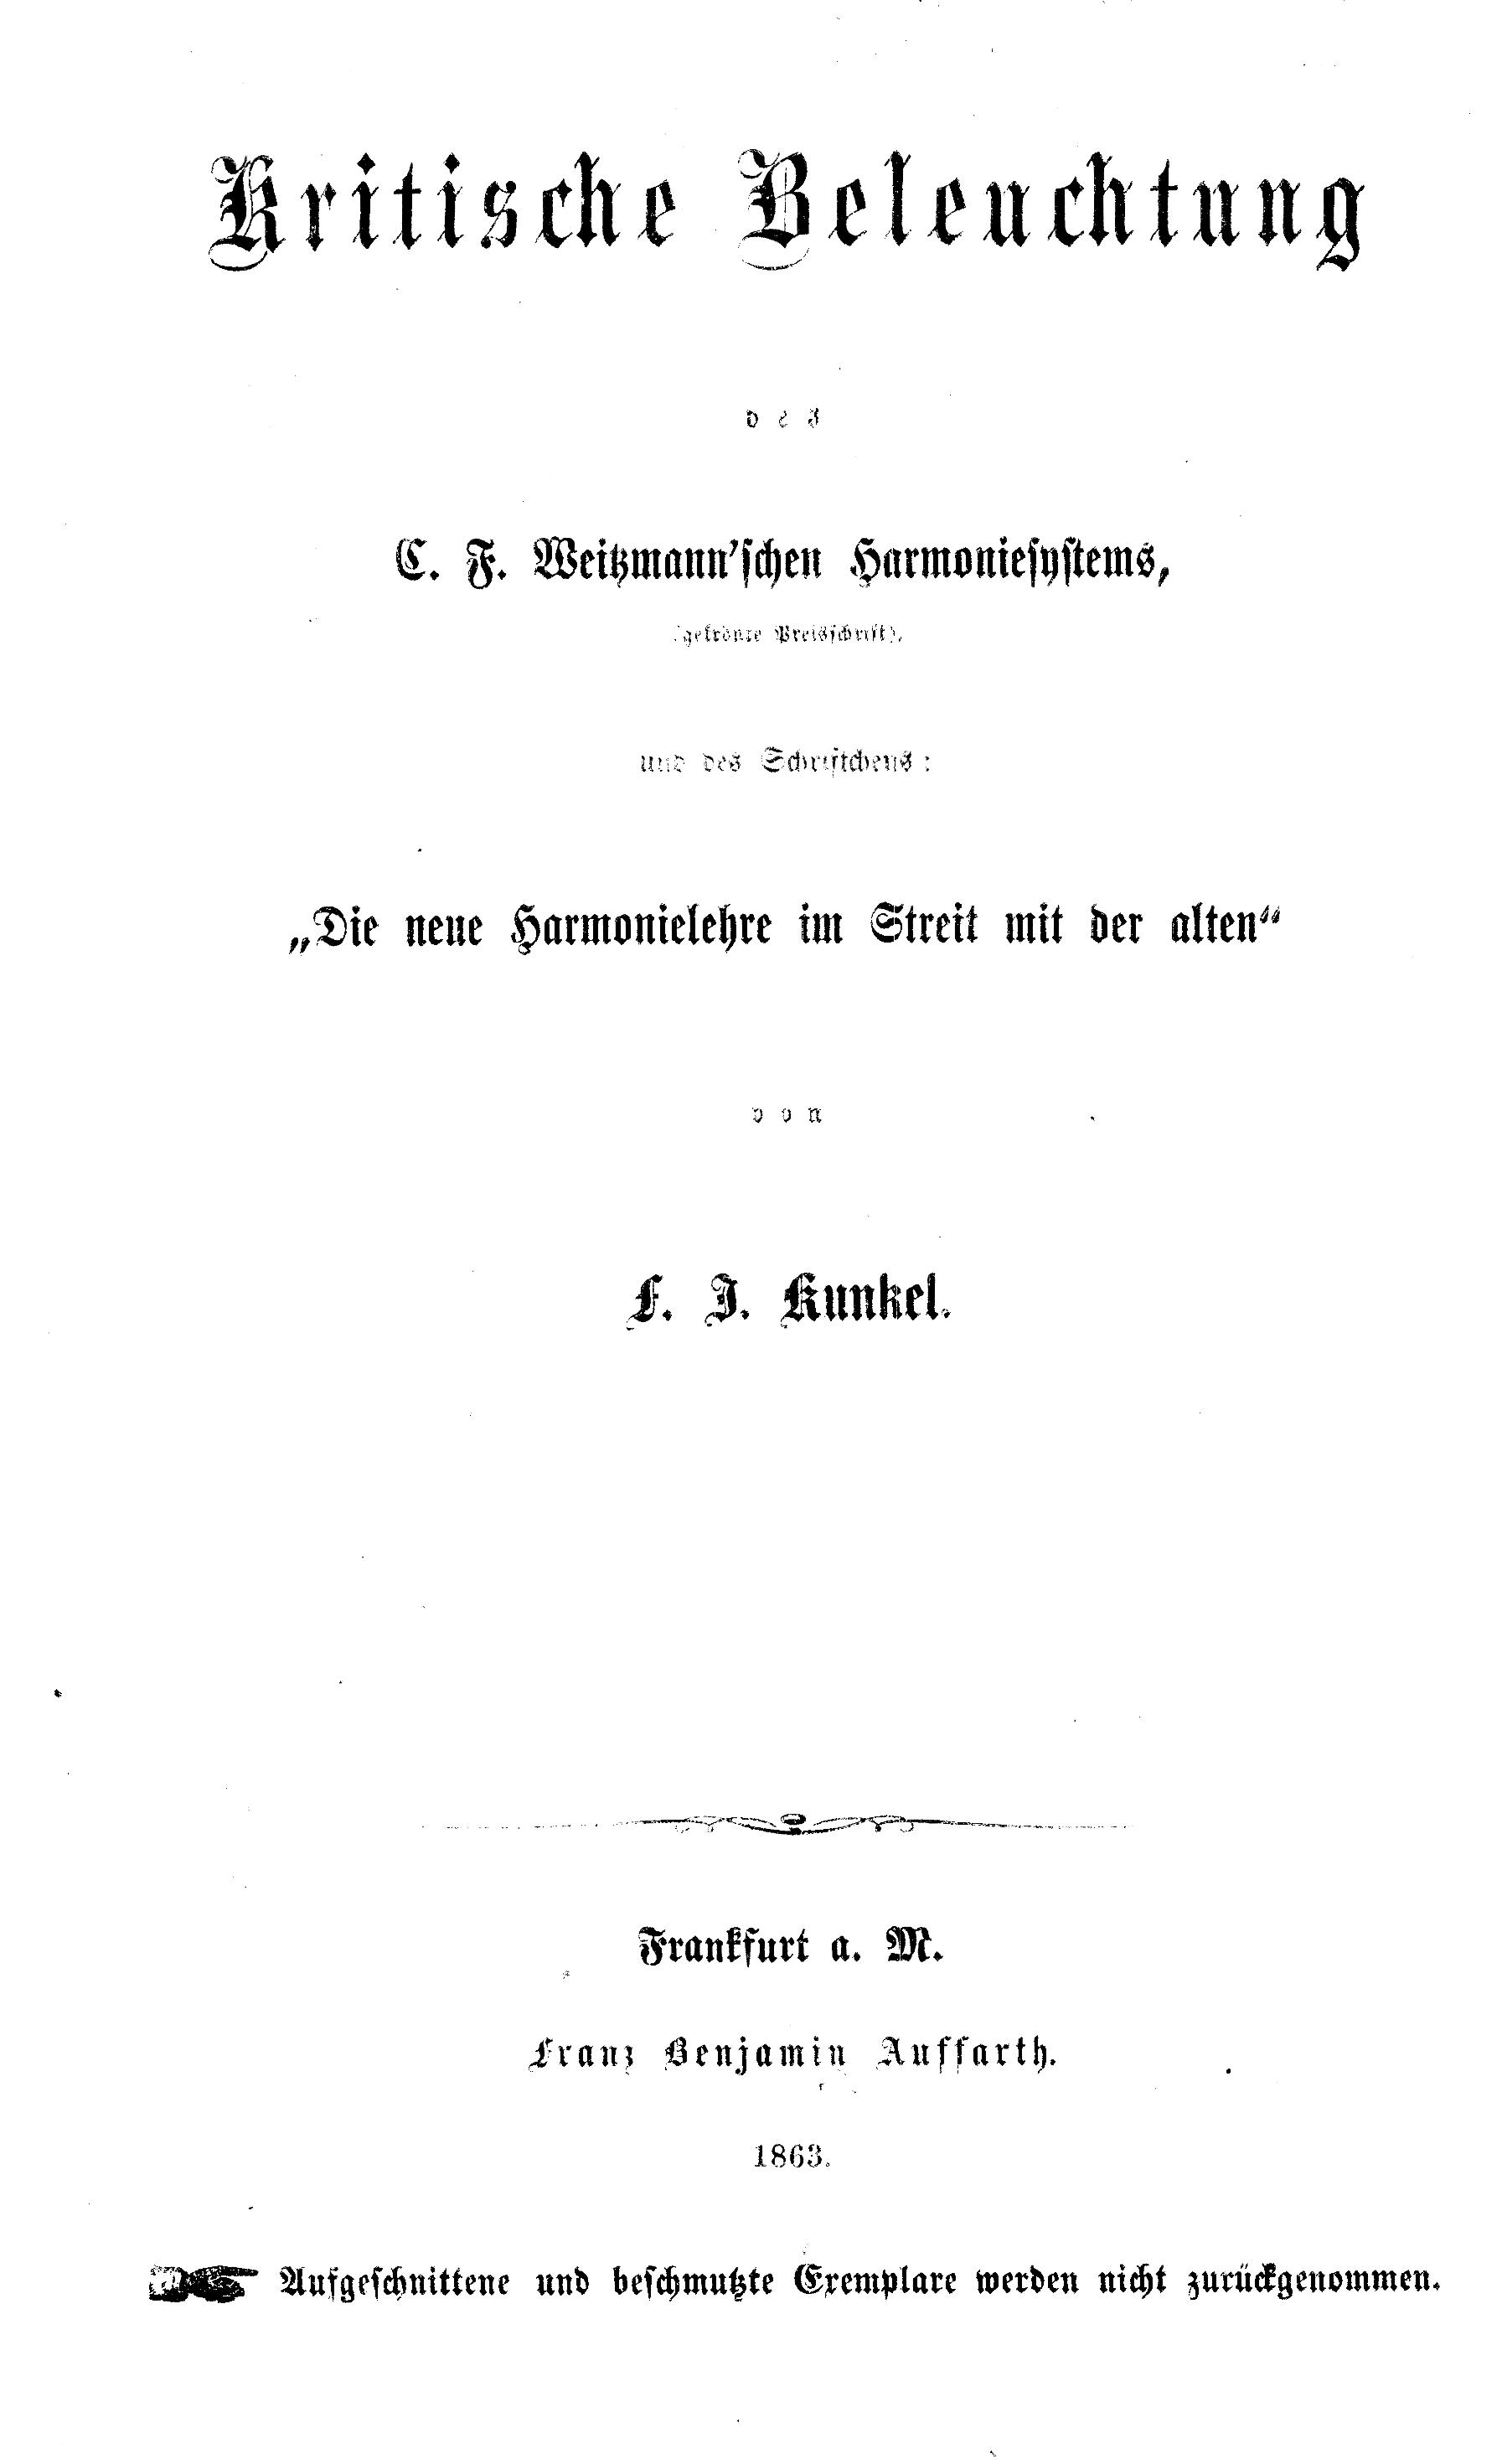 Kritische Beleuchtung
des
C. F. Weitzmann'schen Harmoniesystems,
(gekrönte Preisschrift),
und des Schriftchens:
„Die neue Harmonielehre im Streit mit der alten“
von
F. J. Kunkel.
Frankfurt a. M.
Franz Benjamin Auffarth.
1863.
Aufgeschnittene und beschmutzte Exemplare werden nicht zurückgenommen.